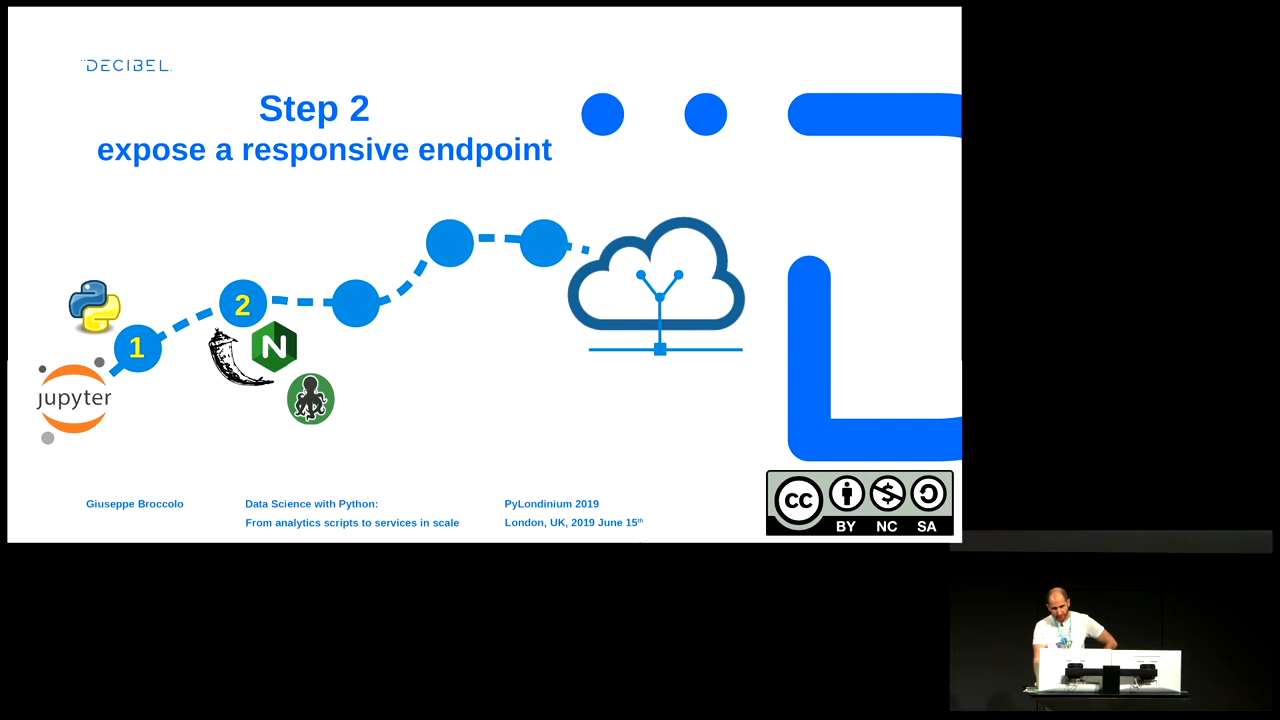 DECIBEL
Step 2
expose a responsive endpoint
2
1
N
jupyter
Giuseppe Broccolo
Data Science with Python:
From analytics scripts to services in scale
PyLondinium 2019
London, UK, 2019 June 15th
CC
BY NC SA